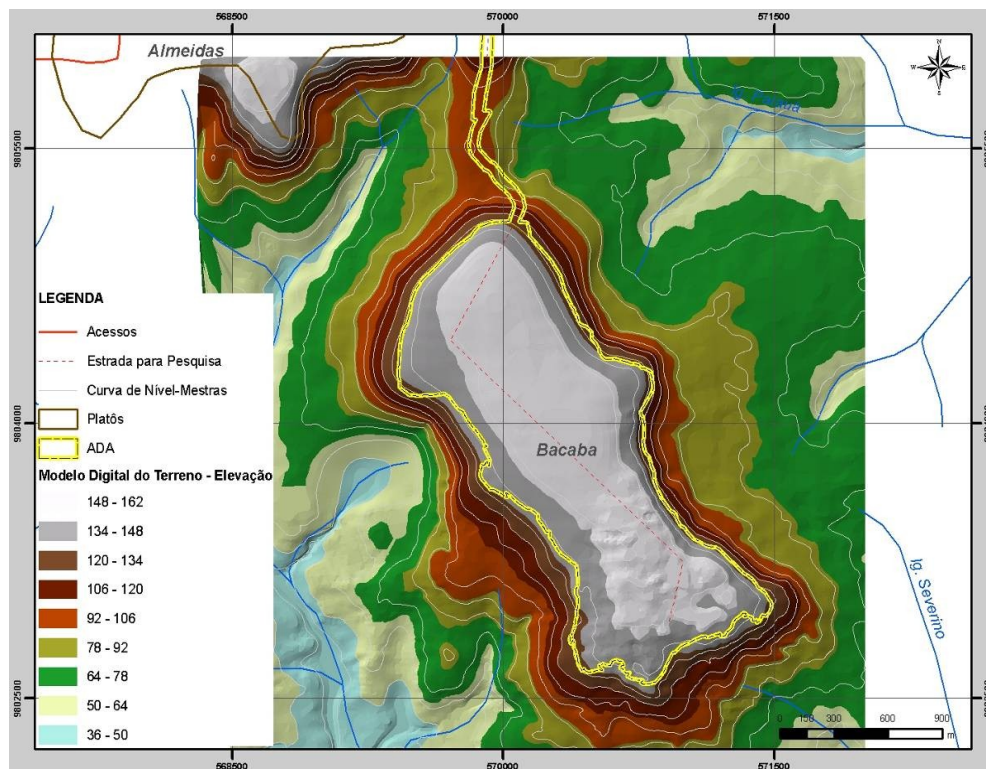 568500
570000
571500
Almeidas
9805500
9805500
Bacaba
9804000
LEGENDA
Acessos
Estrada para Pesquisa
Curva de Nível-Mestras
Platôs
ADA
Modelo Digital do Terreno - Elevação
148 - 162
134 - 148
120 - 134
106 - 120
92 - 106
78 - 92
64 - 78
50 - 64
36 - 50
Ig. Severino
9802500
0
150
300
600
900
m
568500
570000
571500